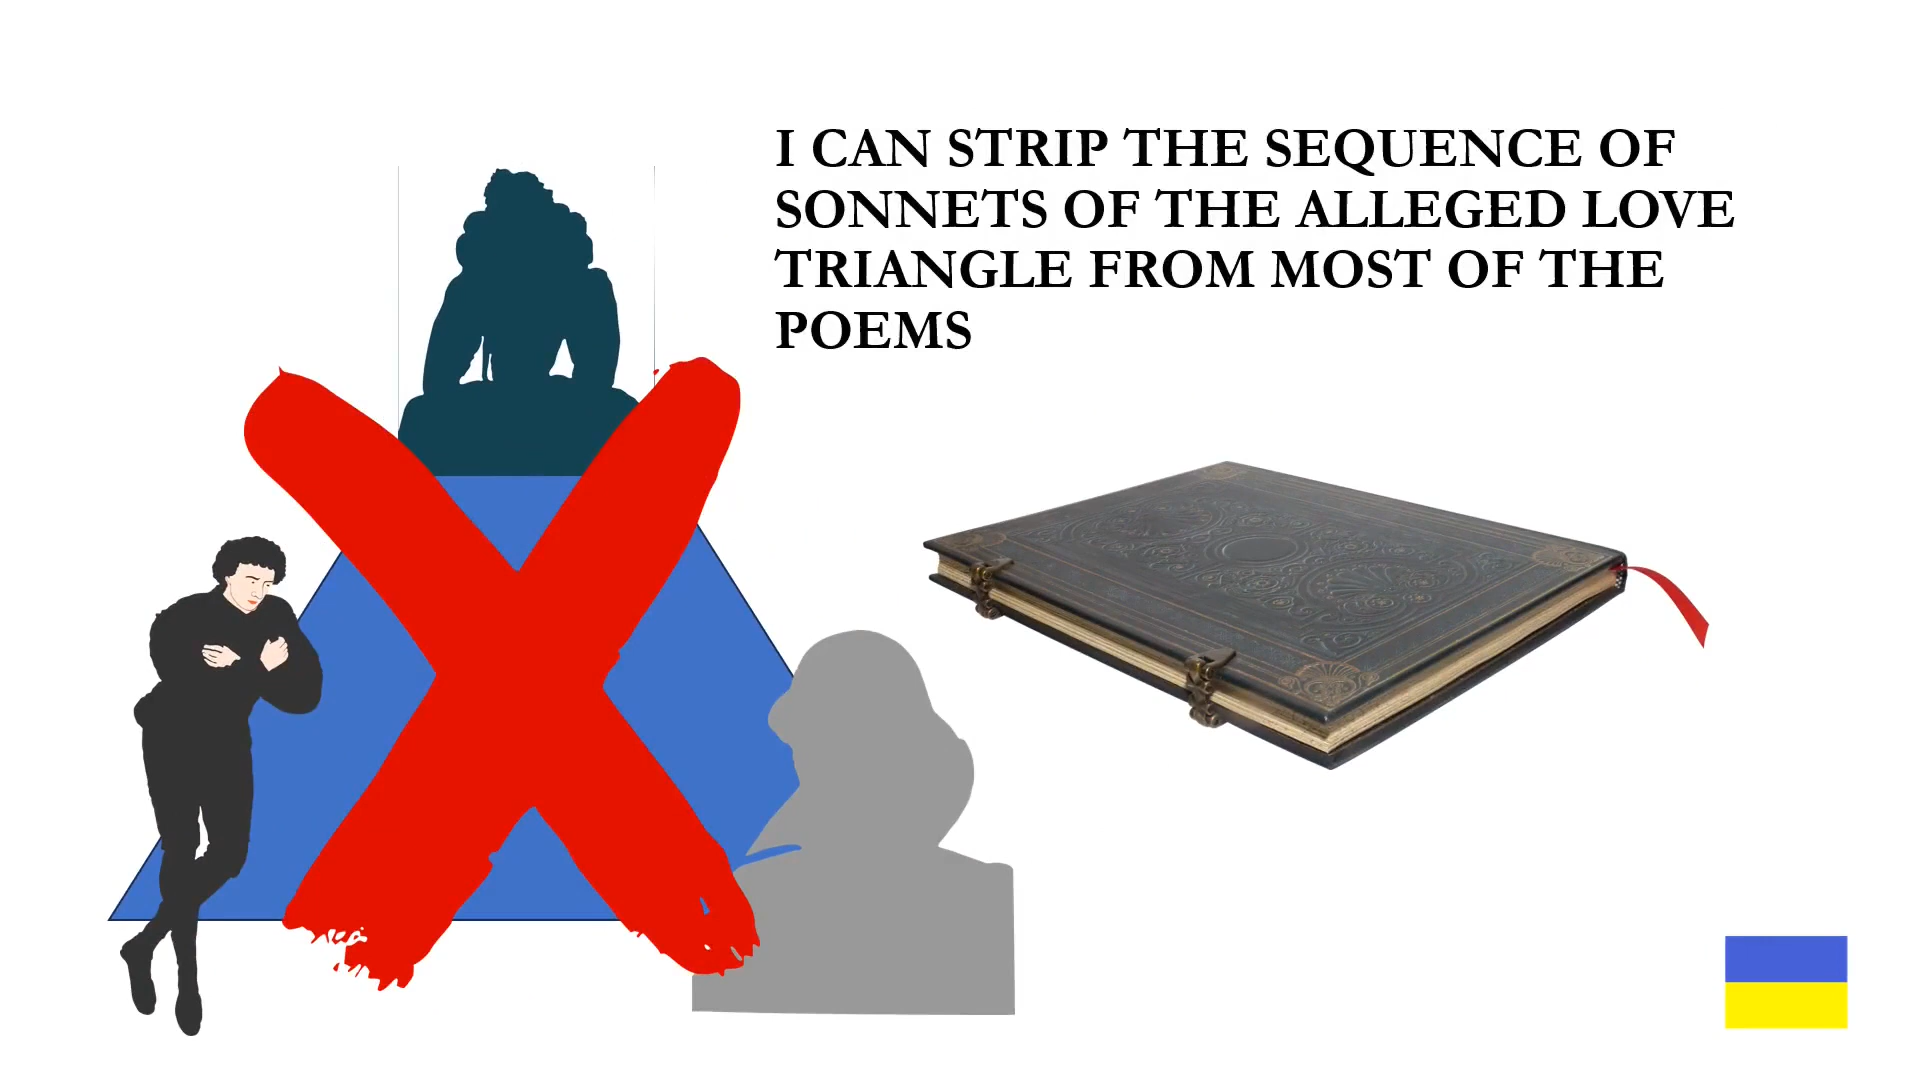 I CAN STRIP THE SEQUENCE OF
SONNETS OF THE ALLEGED LOVE
TRIANGLE FROM MOST OF THE
POEMS